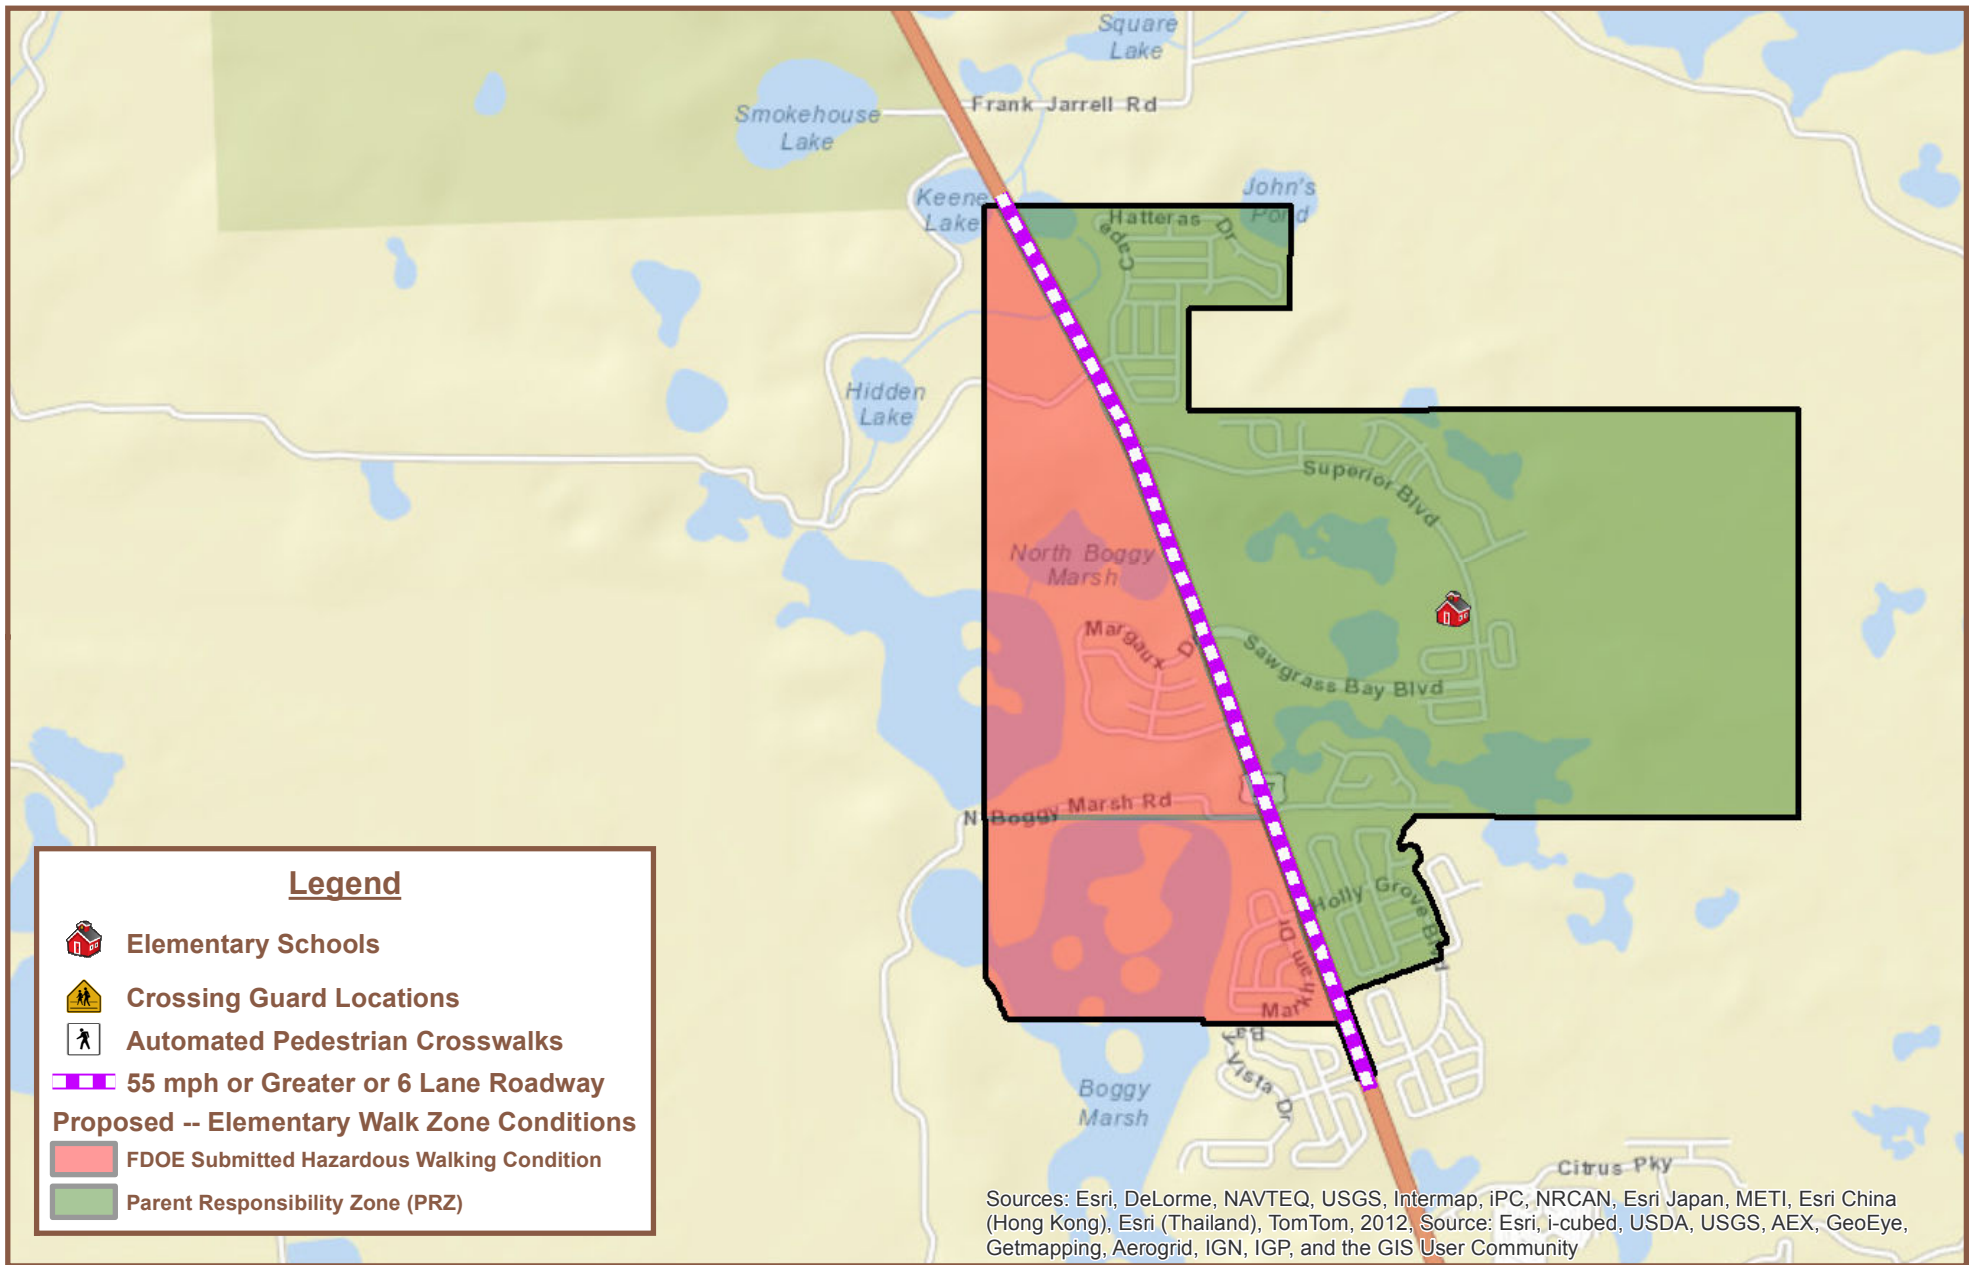 Square
Lake
Smokehouse
Lake
Frank Jarrell Rd
Keene
Lake
John's
Pond
Hatteras Dr
Cape
Hidden
Lake
Superior Blvd
North Boggy
Marsh
Margaux Dr
Sawgrass Bay Blvd
N Boggy Marsh Rd
Holly Grove Blvd
Markham Dr
Bay Vista Dr
Boggy
Marsh
Citrus Pky
Legend
Elementary Schools
Crossing Guard Locations
Automated Pedestrian Crosswalks
55 mph or Greater or 6 Lane Roadway
Proposed -- Elementary Walk Zone Conditions
FDOE Submitted Hazardous Walking Condition
Parent Responsibility Zone (PRZ)
Sources: Esri, DeLorme, NAVTEQ, USGS, Intermap, iPC, NRCAN, Esri Japan, METI, Esri China
(Hong Kong), Esri (Thailand), TomTom, 2012, Source: Esri, i-cubed, USDA, USGS, AEX, GeoEye,
Getmapping, Aerogrid, IGN, IGP, and the GIS User Community